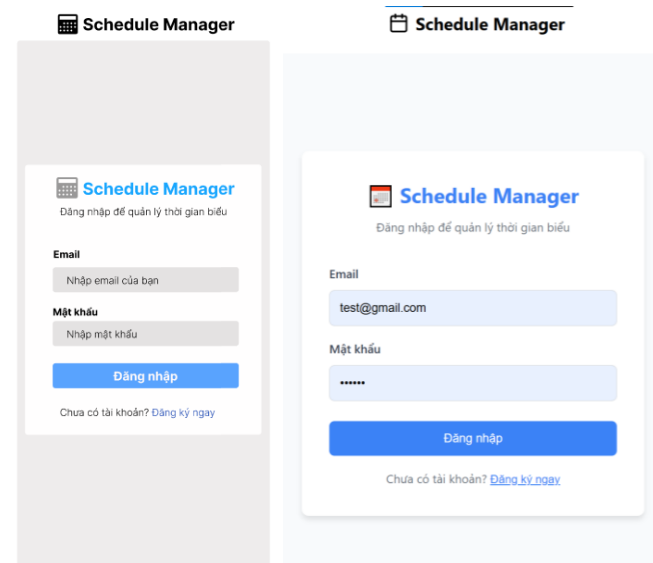 Schedule Manager
Schedule Manager
Đăng nhập để quản lý thời gian biểu
Email
Nhập email của bạn
Mật khẩu
Nhập mật khẩu
Đăng nhập
Chưa có tài khoản? Đăng ký ngay
Schedule Manager
Schedule Manager
Đăng nhập để quản lý thời gian biểu
Email
test@gmail.com
Mật khẩu
••••••
Đăng nhập
Chưa có tài khoản? Đăng ký ngay